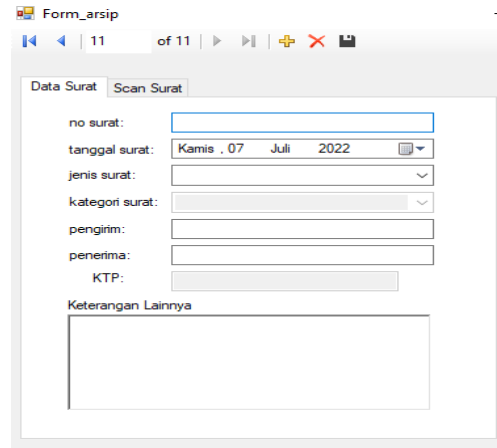 Form_arsip
11 of 11
Data Surat Scan Surat
no surat:
tanggal surat: Kamis , 07 Juli 2022
jenis surat:
kategori surat:
pengirim:
penerima:
KTP:
Keterangan Lainnya